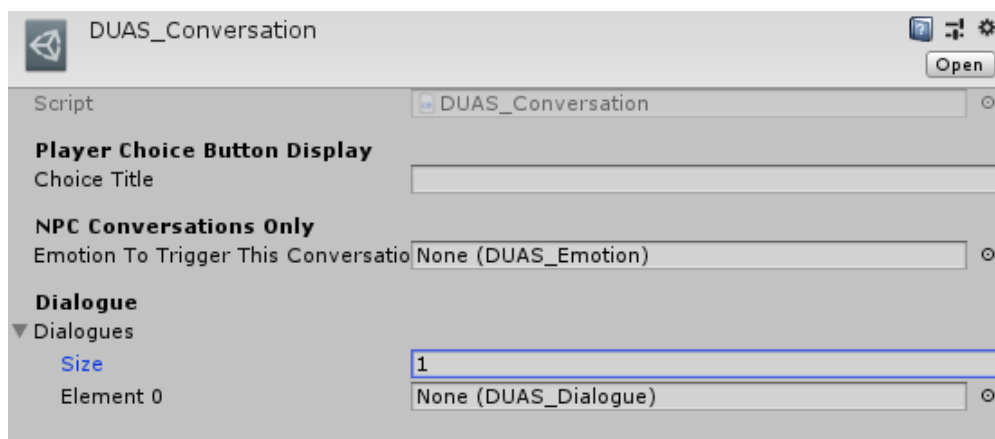 DUAS_Conversation
Open
Script DUAS_Conversation
Player Choice Button Display
Choice Title
NPC Conversations Only
Emotion To Trigger This Conversatio None (DUAS_Emotion)
Dialogue
Dialogues
Size 1
Element 0 None (DUAS_Dialogue)